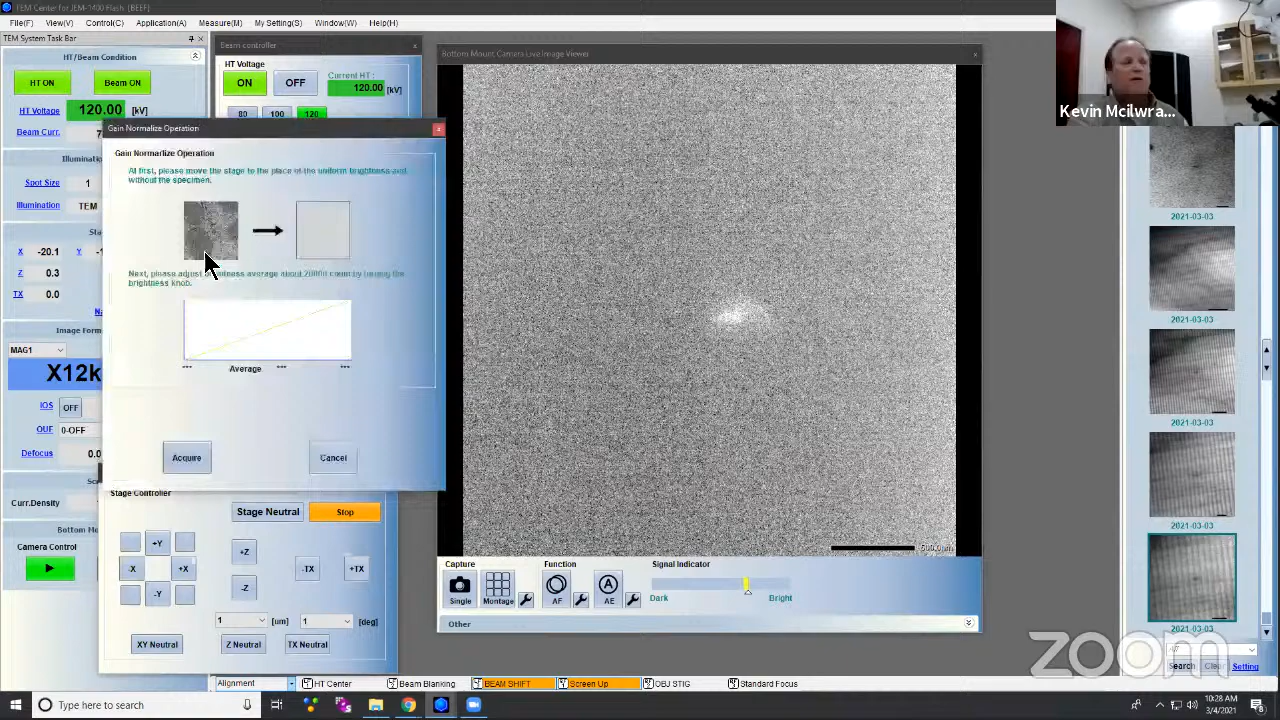 TEM Center for JEM-1400 Flash (BEEF)
File(F) View(V) Control(C) Application(A) Measure(M) My Setting(S) Window(W) Help(H)
TEM System Task Bar
HT/Beam Condition
HT ON Beam ON
HT Voltage 120.00 [kV]
Beam Curr. 7
Spot Size 1
Illumination TEM
X -20.1 Y
Z 0.3
TX 0.0
Image Form
MAG1
X12k
IOS OFF
OUF 0-OFF
Defocus 0.0
Curr.Density
Bottom
Camera Control
Beam controller
HT Voltage
ON OFF
Current HT :
120.00 [kV]
80 100 120
Gain Normalize Operation
Gain Normarlize Operation
At first, please move the stage to the place of the uniform brightness and
without the specimen.
Next, please adjust
average about 20000 count by turning the
brightness knob.
*** Average *** ***
Acquire Cancel
Stage Controller
Stage Neutral Stop
+Y
-X +X
-Y
+Z
-Z
-TX +TX
1 [um] 1 [deg]
XY Neutral Z Neutral TX Neutral
Bottom Mount Camera Live Image Viewer
Capture Function Signal Indicator
Single Montage AF AE
Dark Bright
Other
Kevin Mcilwra...
2021-03-03
2021-03-03
2021-03-03
2021-03-03
2021-03-03
Search Clear Setting
zoom
Alignment HT Center Beam Blanking BEAM SHIFT Screen Up OBJ STIG Standard Focus
Type here to search
10:28 AM
3/4/2021